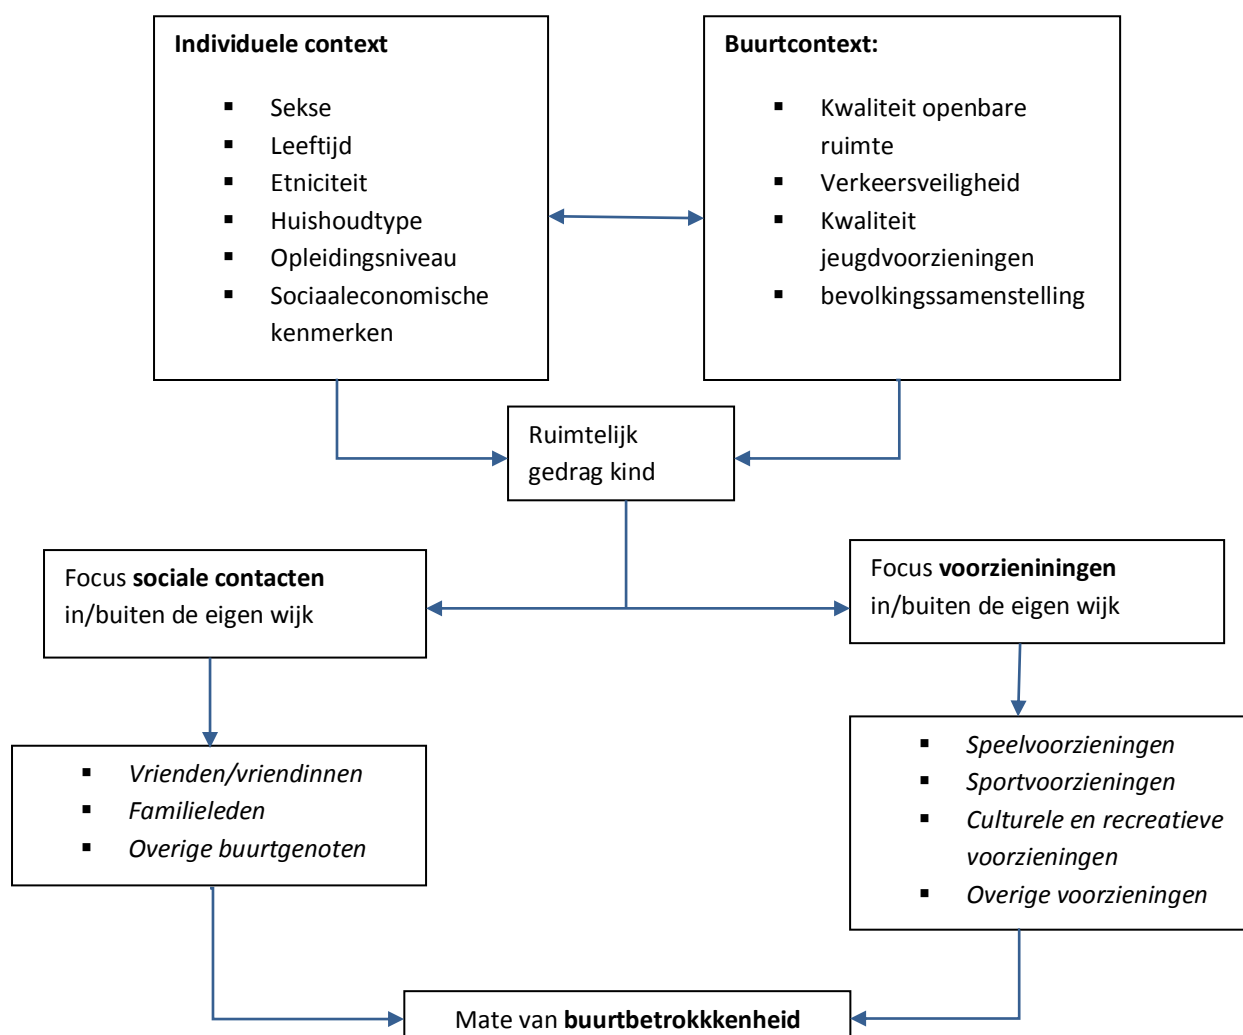 Individuele context
▪ Sekse
▪ Leeftijd
▪ Etniciteit
▪ Huishoudtype
▪ Opleidingsniveau
▪ Sociaaleconomische
kenmerken
Buurtcontext:
▪ Kwaliteit openbare
ruimte
▪ Verkeersveiligheid
▪ Kwaliteit
jeugdvoorzieningen
▪ bevolkingssamenstelling
Ruimtelijk
gedrag kind
Focus sociale contacten
in/buiten de eigen wijk
Focus voorzieniningen
in/buiten de eigen wijk
▪ Vrienden/vriendinnen
▪ Familieleden
▪ Overige buurtgenoten
▪ Speelvoorzieningen
▪ Sportvoorzieningen
▪ Culturele en recreatieve
voorzieningen
▪ Overige voorzieningen
Mate van buurtbetrokkkenheid